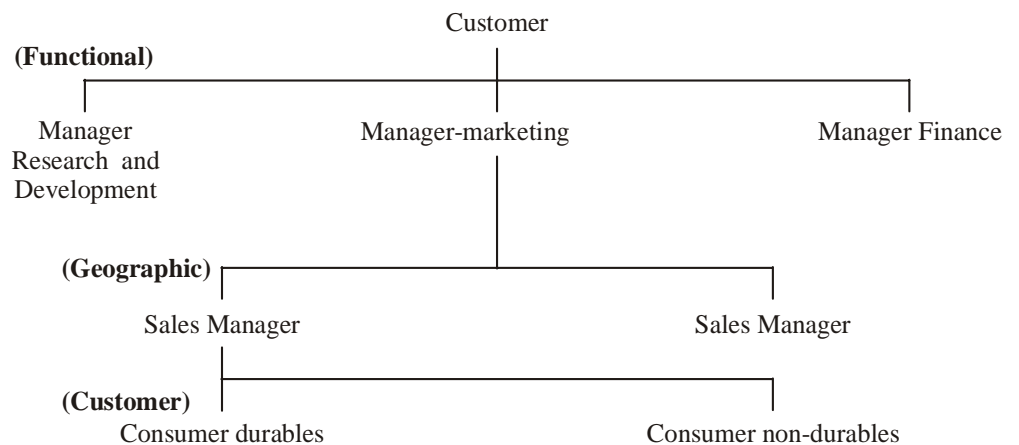 Customer
(Functional)
Manager
Research and
Development
Manager-marketing
Manager Finance
(Geographic)
Sales Manager
Sales Manager
(Customer)
Consumer durables
Consumer non-durables